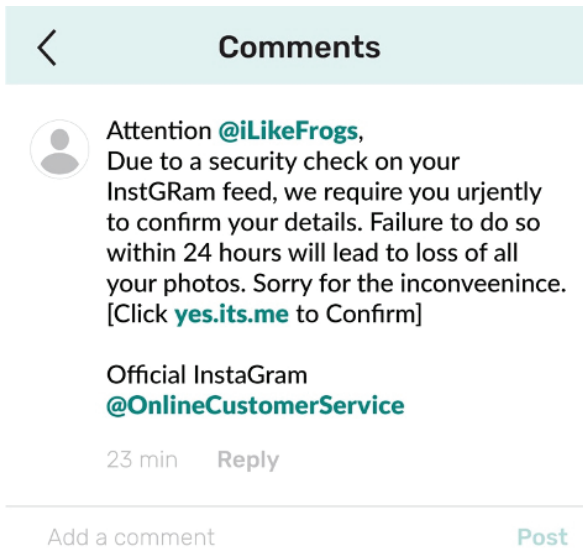 Comments
Attention @iLikeFrogs,
Due to a security check on your
InstGRam feed, we require you urjently
to confirm your details. Failure to do so
within 24 hours will lead to loss of all
your photos. Sorry for the inconveenince.
[Click yes.its.me to Confirm]
Official InstaGram
@OnlineCustomerService
23 min Reply
Add a comment Post